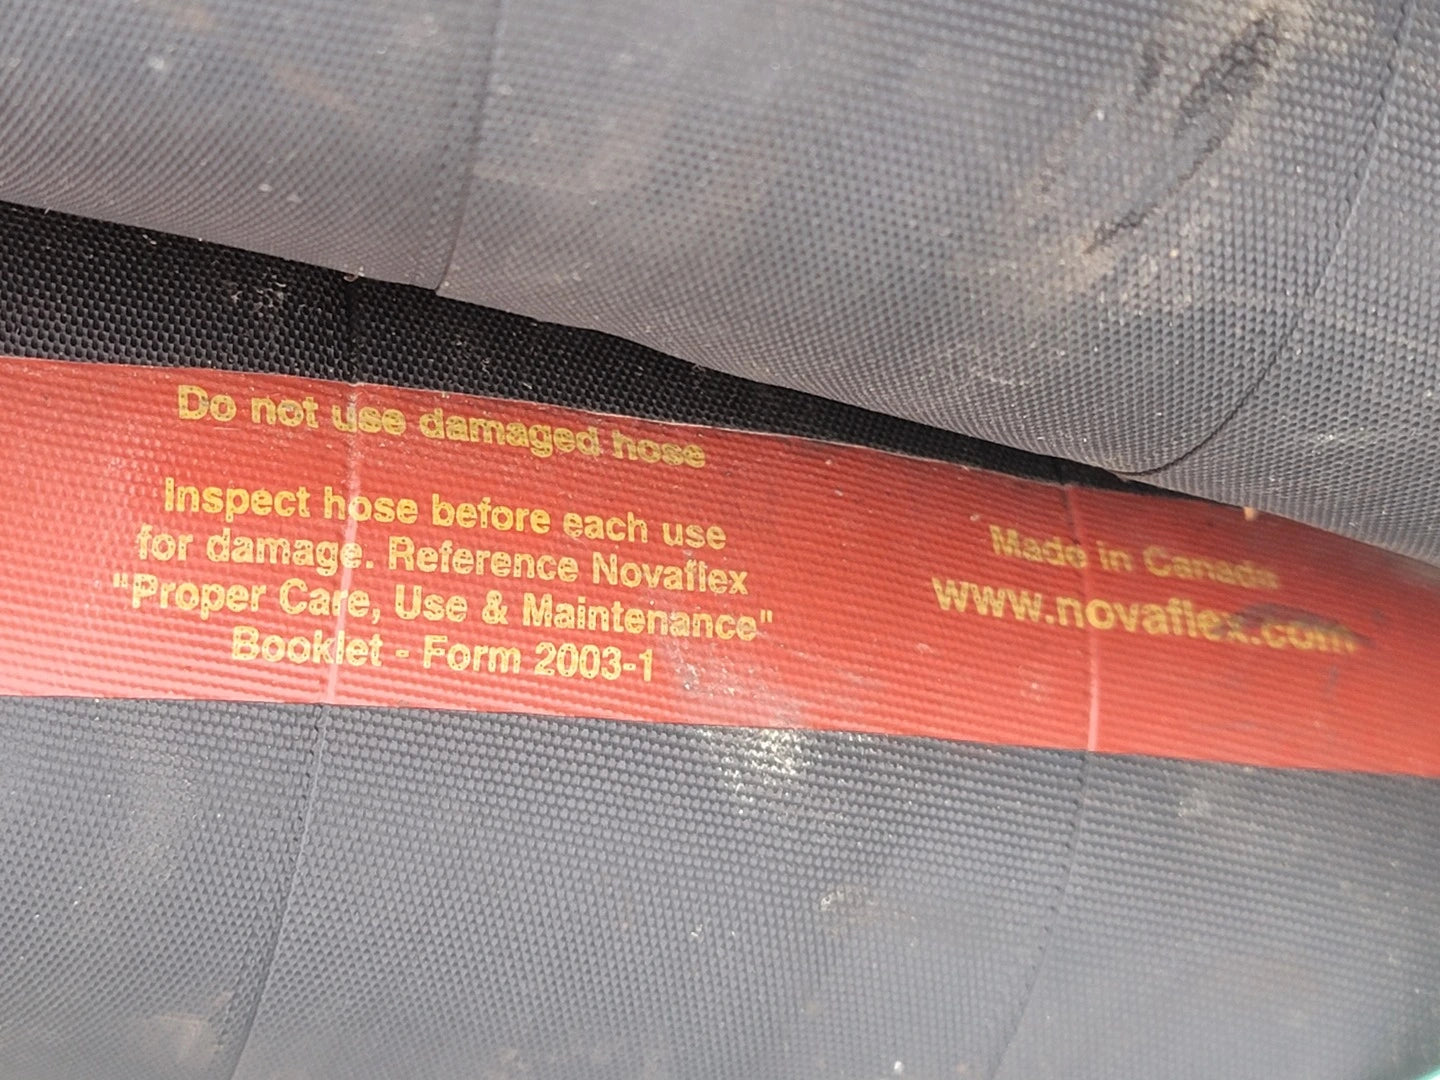 Do not use damaged hose
Inspect hose before each use
for damage. Reference Novaflex
"Proper Care, Use & Maintenance"
Booklet - Form 2003-1
Made in Canada
www.novaflex.com